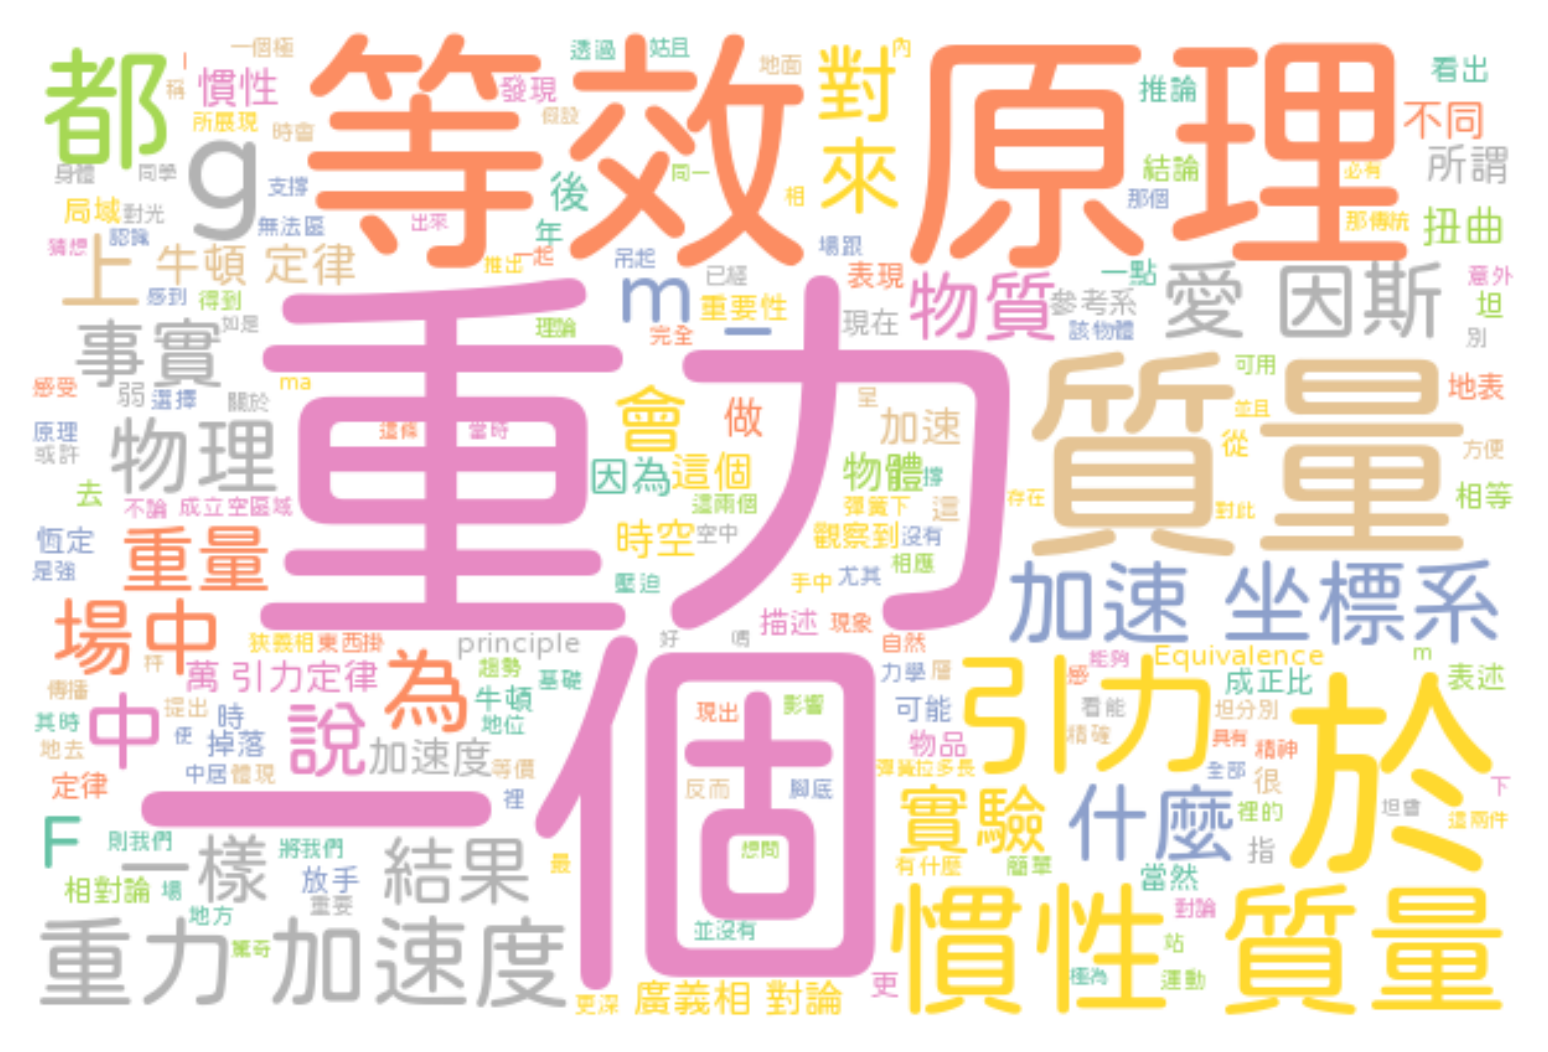 都
一個極
稱
慣性
所展現
時會
g
身體
同學
支撐
局域
對光
無法區
猜想
認識
上
牛頓 定律
感到
得到
如是
等效原理
透過
姑且
發現
假設
地面
同一
相
後
年
出來
一起
推出
吊起
已經
對
內
來
場跟
推論
結論
那個
看出
不同
所謂
必有
那傳統
扭曲
事實
感受
弱
選擇
關於
ma
m
重要性
理論
完全
一
現在
表現
物質
一點
參考系
該物體
愛 因斯
意外
坦
別
重力
原理
或許
物理
去
不論
成立空區域
這條
當時
會
做
因為
這個
這兩個
呈
加速
物體
撐
彈簧下
這
質量
可用
並且
從
地表
方便
存在
對此
相等
恆定
是強
重量
時空
空中
觀察到
沒有
壓迫
手中
尤其
相應
加速 坐標系
場中
狹義相
東西掛
principle
好
描述
現象
自然
傳播
萬 引力定律
趨勢
基礎
力學
層
能夠
Equivalence
m
表述
其時
中
提出
時
為
牛頓
地位
一個
現出
影響
可能
引力
感
成正比
看能
坦分別
於
地去
便
掉落
說
加速度
物品
精確
具有
精神
定律
中居
體現
等價
裡
反而
腳底
彈簧拉多長
全部
很
下
F
則我們
實驗
什麼
裡的
坦會
這兩件
一樣
將我們
結果
最
想問
有什麼
簡單
指
相對論
場
放手
重要
當然
地方
並沒有
對論
重力 加速度
驚奇
更
慣性 質量
站
極為
運動
更深
廣義相 對論